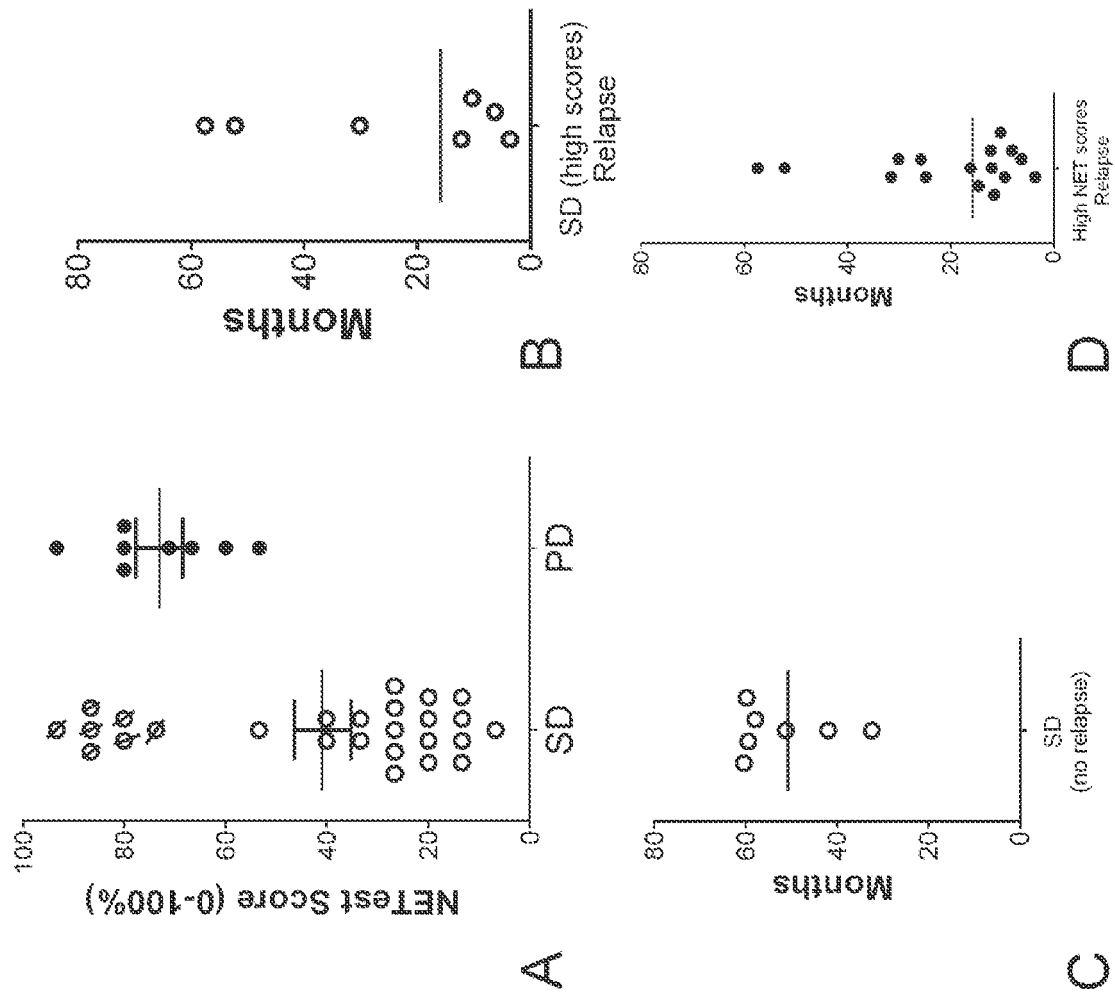 A
NETest Score (0-100%)
100
80
60
40
20
0
SD
PD
B
Months
80
60
40
20
0
SD (high scores)
Relapse
C
Months
80
60
40
20
0
SD
(no relapse)
D
Months
80
60
40
20
0
High NET scores
Relapse